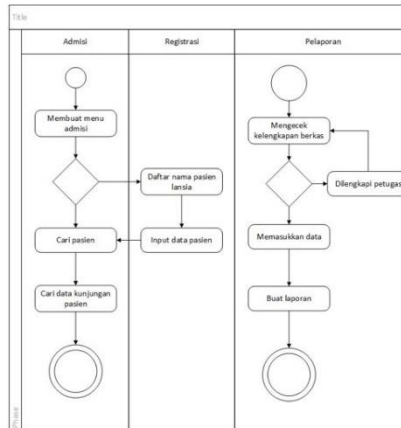 Title
Admisi
Registrasi
Pelaporan
Membuat menu
admisi
Mengecek
kelengkapan berkas
Daftar nama pasien
lansia
Dilengkapi petugas
Cari pasien
Input data pasien
Memasukkan data
Cari data kunjungan
pasien
Buat laporan
Phase